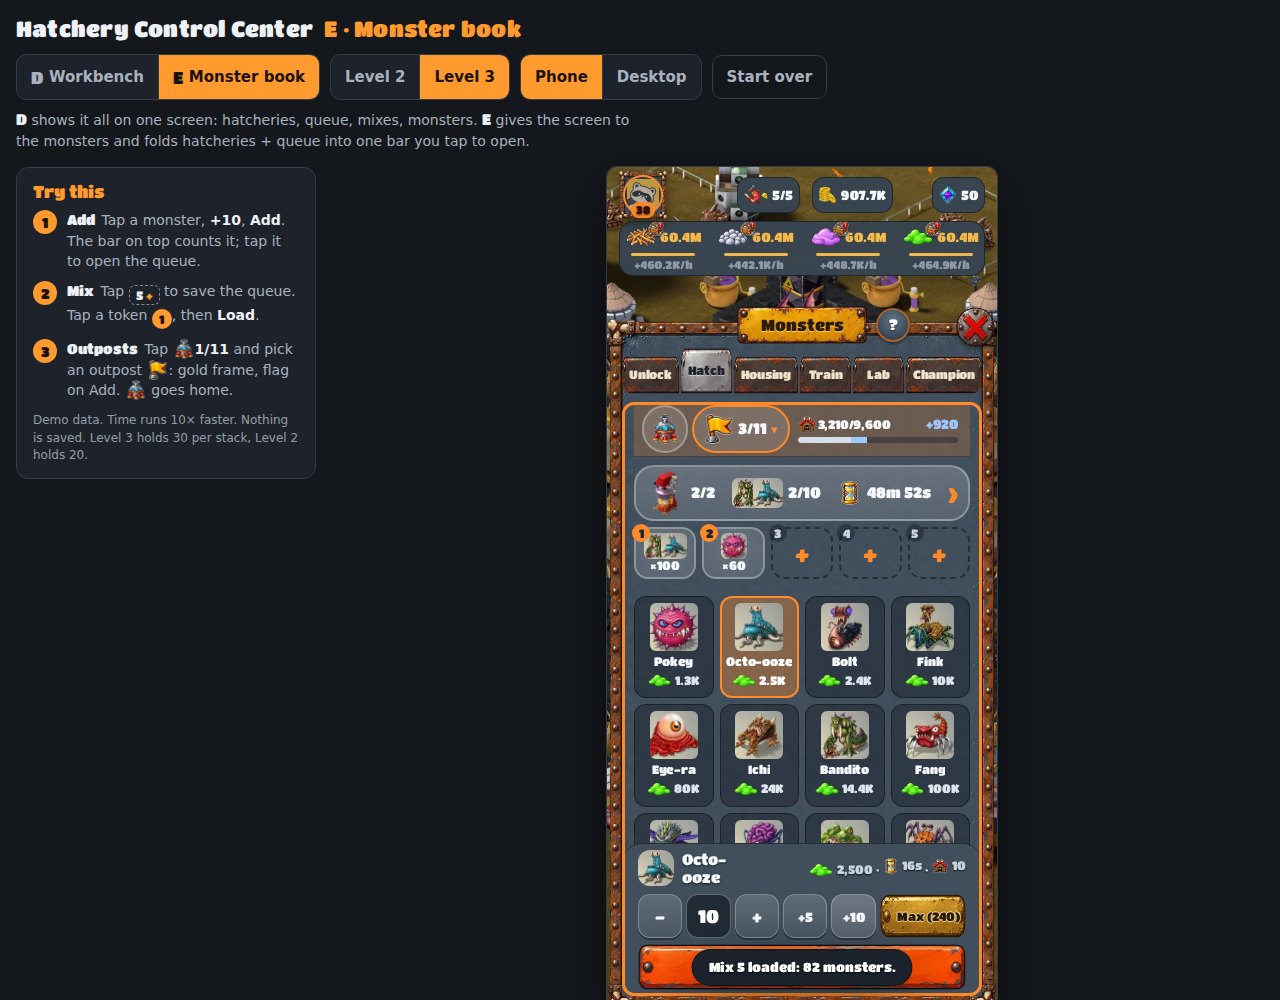 Hatchery Control Center E · Monster book
D Workbench E Monster book Level 2 Level 3 Phone Desktop Start over
D shows it all on one screen: hatcheries, queue, mixes, monsters. E gives the screen to
the monsters and folds hatcheries + queue into one bar you tap to open.
Try this
1 Add Tap a monster, +10, Add.
The bar on top counts it; tap it
to open the queue.
2 Mix Tap 5 + to save the queue.
Tap a token 1, then Load.
3 Outposts Tap 1/11 and pick
an outpost : gold frame, flag
on Add. goes home.
Demo data. Time runs 10× faster. Nothing
is saved. Level 3 holds 30 per stack, Level 2
holds 20.
30 5/5 907.7K 50
60.4M 60.4M 60.4M 60.4M
+460.2K/h +442.1K/h +448.7K/h +464.9K/h
Monsters ?
Unlock Hatch Housing Train Lab Champion
3/11 ▾ 3,210/9,600 +920
2/2 2/10 48m 52s ❯
1 2 3 4 5
×100 ×60 + + +
Pokey Octo-ooze Bolt Fink
1.3K 2.5K 2.4K 10K
Eye-ra Ichi Bandito Fang
80K 24K 14.4K 100K
Octo-
ooze
2,500 · 16s · 10
− 10 + +5 +10 Max (240)
Mix 5 loaded: 82 monsters.